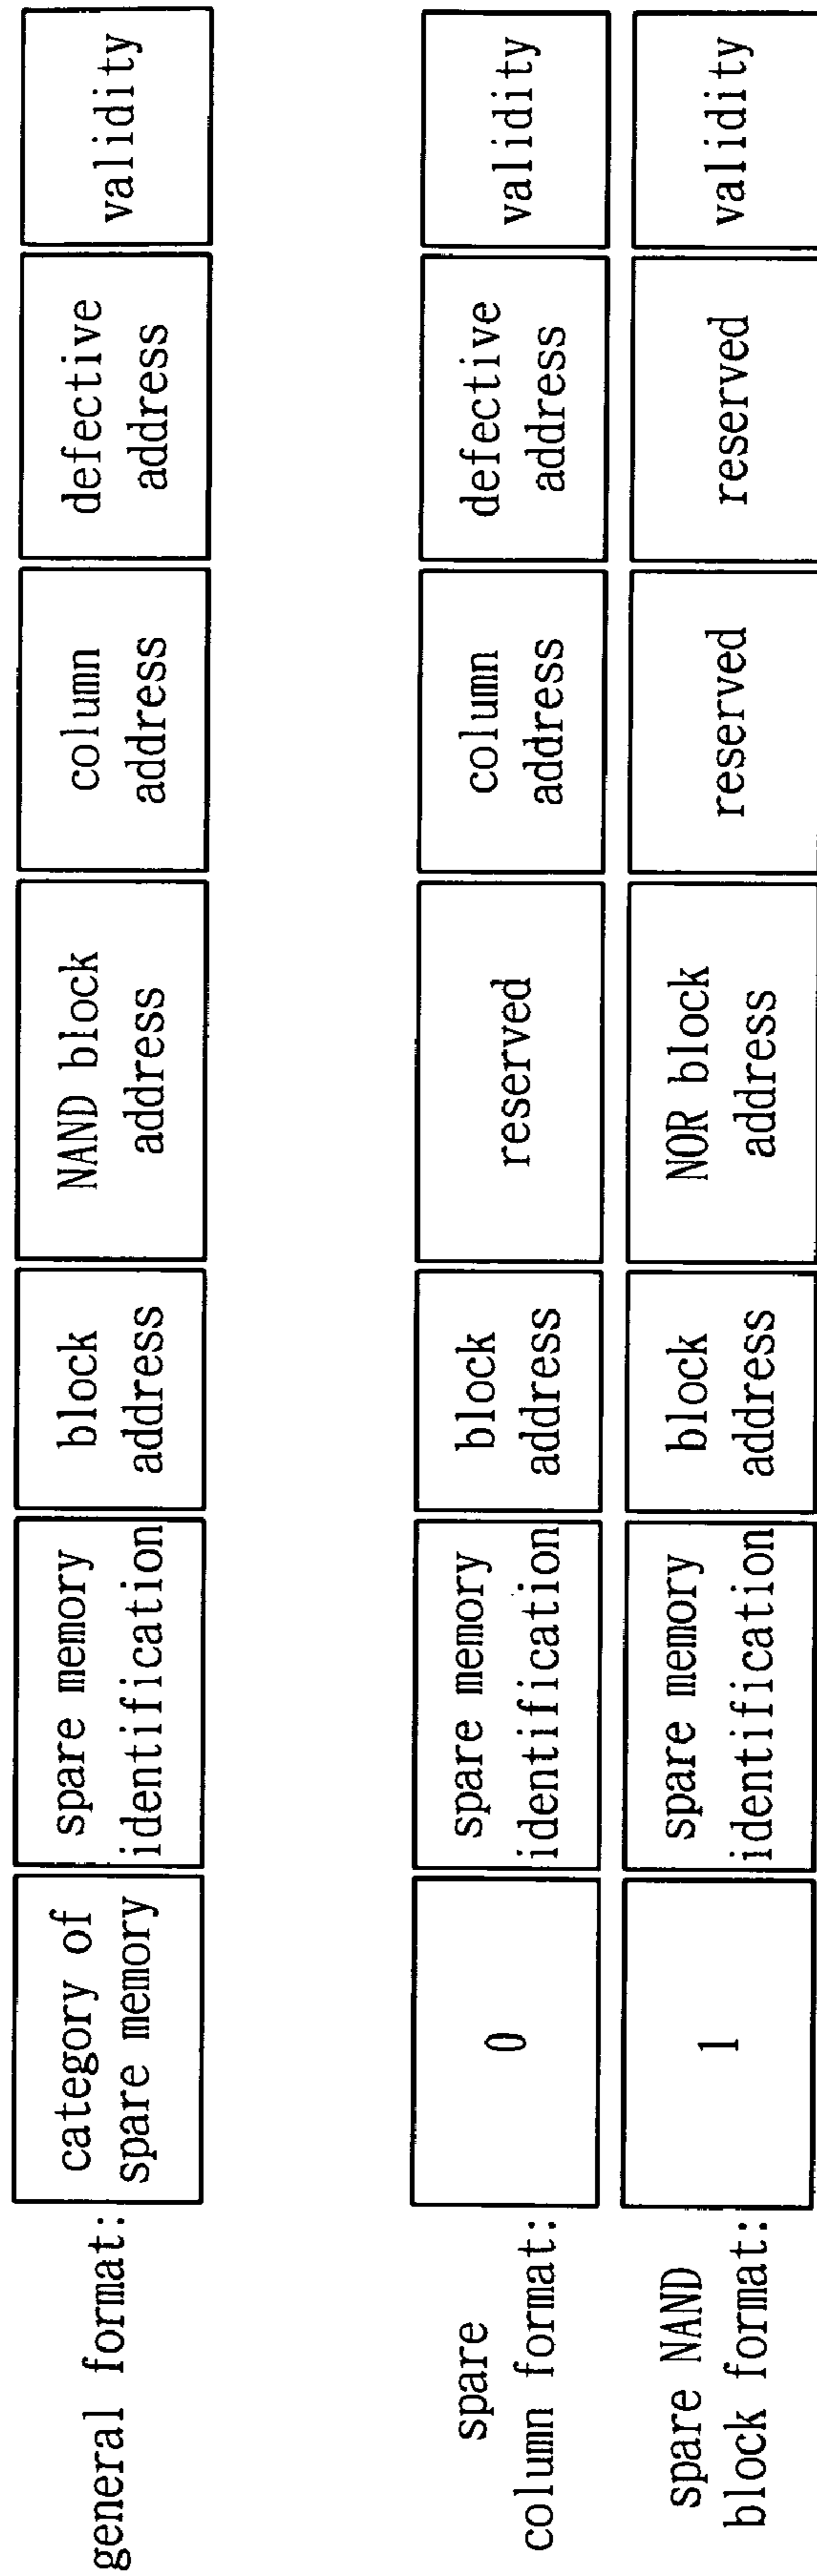 general format:
category of
spare memory
spare memory
identification
block
address
NAND block
address
column
address
defective
address
validity
spare
column format:
0
spare memory
identification
block
address
reserved
column
address
defective
address
validity
spare NAND
block format:
1
spare memory
identification
block
address
NOR block
address
reserved
reserved
validity